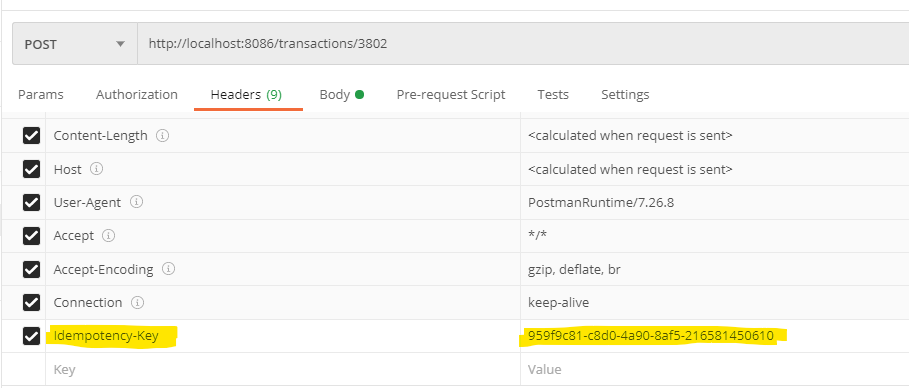 POST http://localhost:8086/transactions/3802
Params Authorization Headers (9) Body Pre-request Script Tests Settings
Content-Length <calculated when request is sent>
Host <calculated when request is sent>
User-Agent PostmanRuntime/7.26.8
Accept */*
Accept-Encoding gzip, deflate, br
Connection keep-alive
Idempotency-Key 959f9c81-c8d0-4a90-8af5-216581450610
Key Value